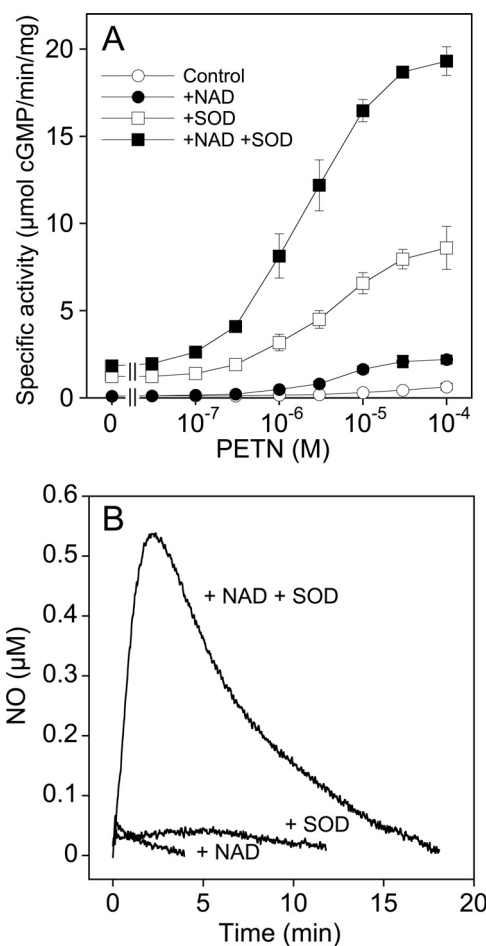 A
Control
+NAD
+SOD
+NAD +SOD
Specific activity (µmol cGMP/min/mg)
20
15
10
5
0
0 10⁻⁷ 10⁻⁶ 10⁻⁵ 10⁻⁴
PETN (M)
B
0.6
0.5
0.4
0.3
0.2
0.1
0
NO (µM)
+ NAD + SOD
+ SOD
+ NAD
0 5 10 15 20
Time (min)